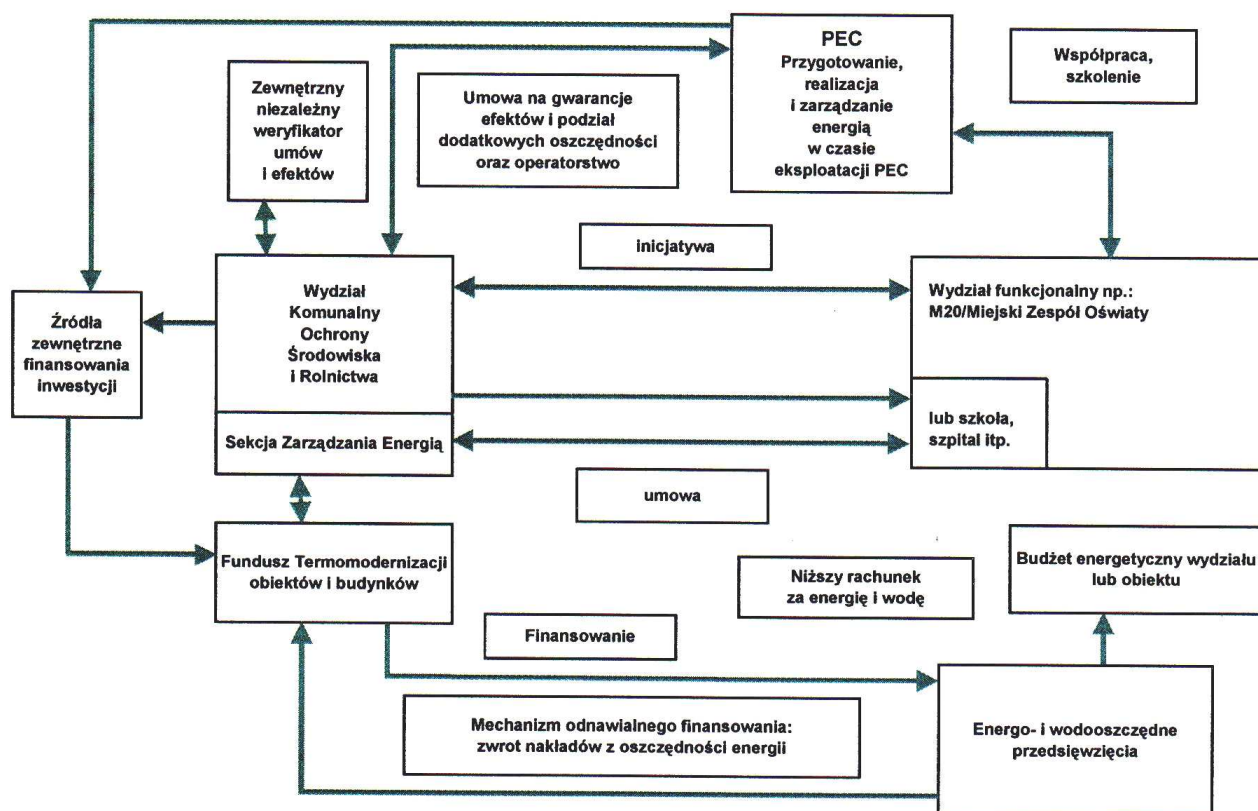 PEC
Przygotowanie,
realizacja
i zarządzanie
energią
w czasie
eksploatacji PEC
Współpraca,
szkolenie
Zewnętrzny
niezależny
weryfikator
umów
i efektów
Umowa na gwarancje
efektów i podział
dodatkowych oszczędności
oraz operatorstwo
inicjatywa
Wydział
Komunalny
Ochrony
Środowiska
i Rolnictwa
Sekcja Zarządzania Energią
Wydział funkcjonalny np.:
M20/Miejski Zespół Oświaty
lub szkoła,
szpital itp.
Źródła
zewnętrzne
finansowania
inwestycji
umowa
Fundusz Termomodernizacji
obiektów i budynków
Niższy rachunek
za energię i wodę
Budżet energetyczny wydziału
lub obiektu
Finansowanie
Mechanizm odnawialnego finansowania:
zwrot nakładów z oszczędności energii
Energo- i wodooszczędne
przedsięwzięcia